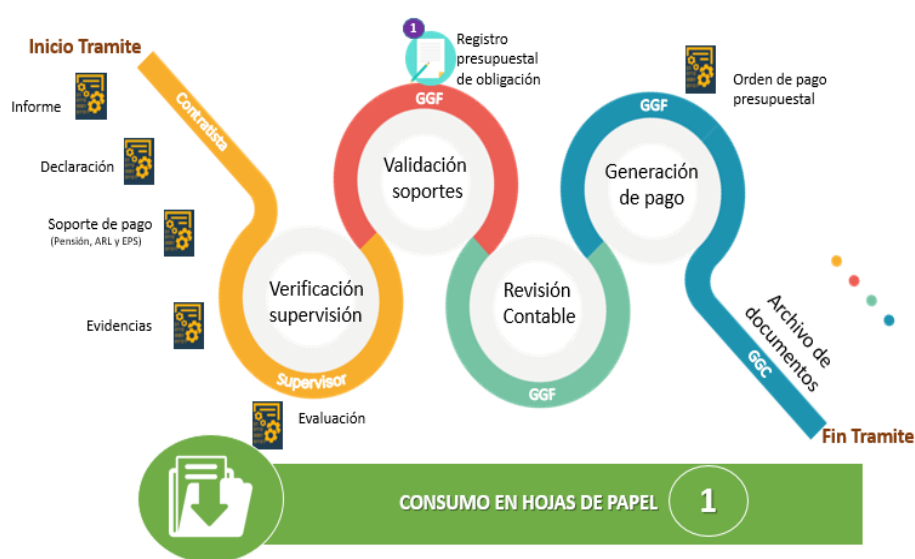 Inicio Tramite
Informe
Declaración
Soporte de pago
(Pensión, ARL y EPS)
Evidencias
Contratista
Verificación
supervisión
Supervisor
Evaluación
1
Registro
presupuestal
de obligación
GGF
Validación
soportes
Revisión
Contable
GGF
GGF
Generación
de pago
Orden de pago
presupuestal
Archivo de
documentos
GGC
Fin Tramite
CONSUMO EN HOJAS DE PAPEL
1